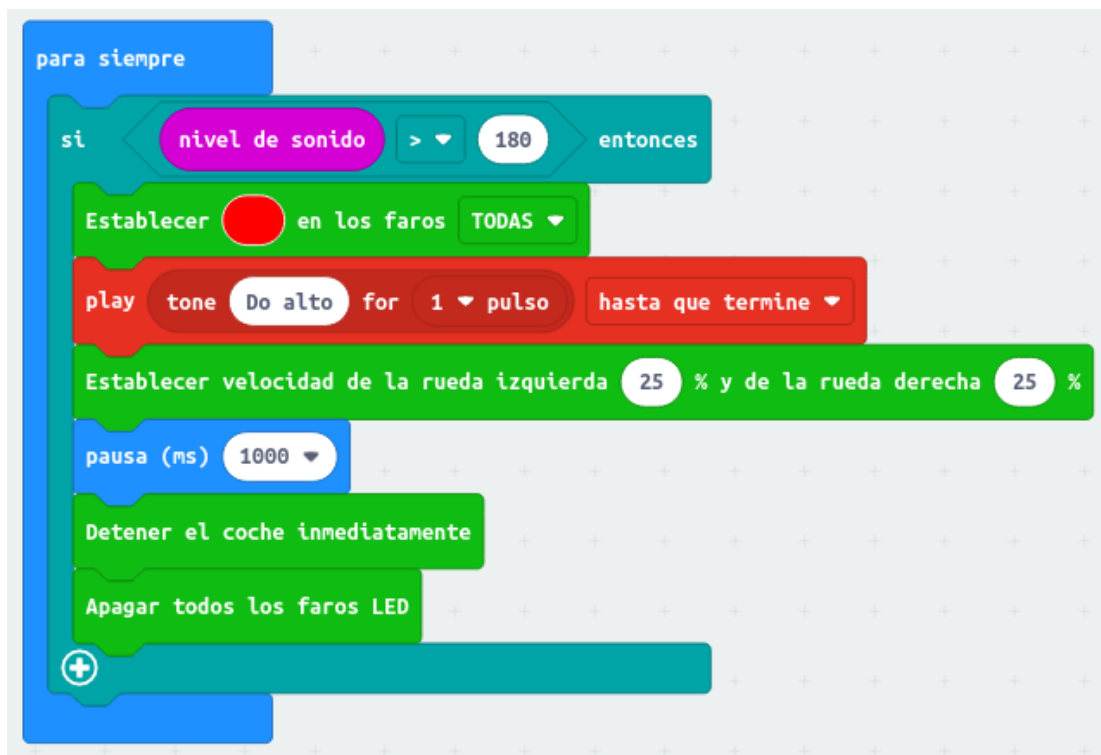 para siempre
si nivel de sonido > 180 entonces
Establecer en los faros TODAS
play tone Do alto for 1 pulso hasta que termine
Establecer velocidad de la rueda izquierda 25 % y de la rueda derecha 25 %
pausa (ms) 1000
Detener el coche inmediatamente
Apagar todos los faros LED